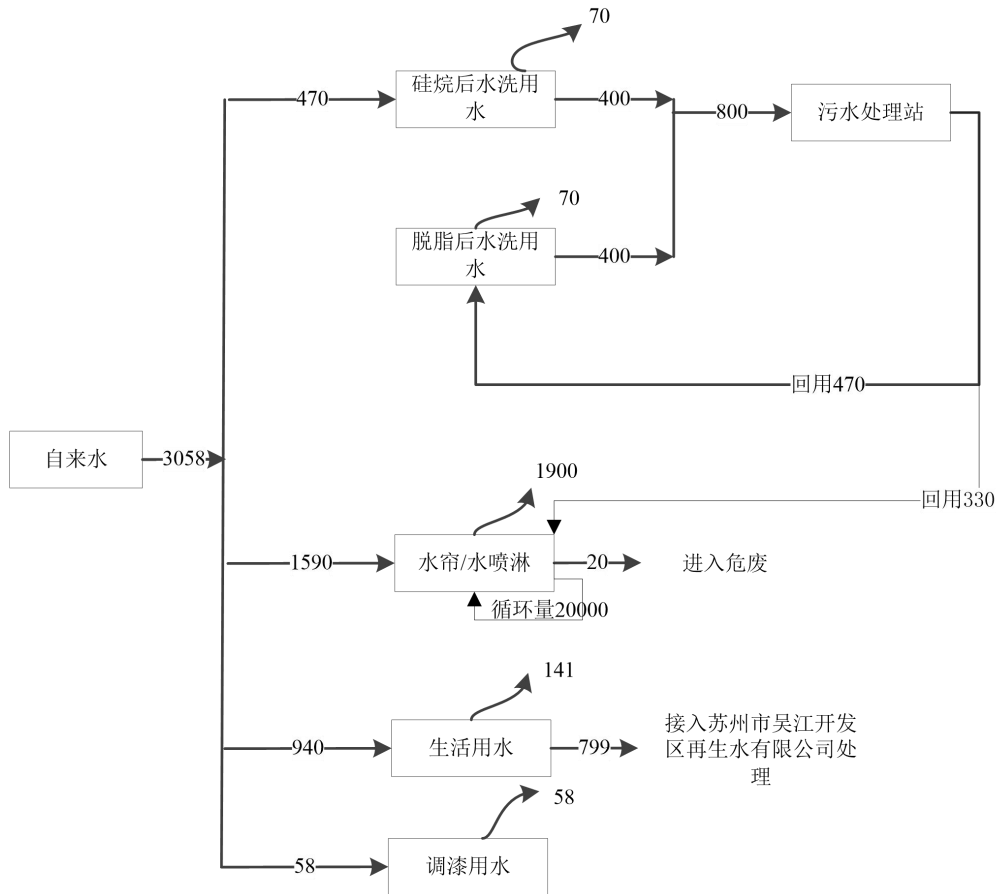 70
470
硅烷后水洗用
水
400
800
污水处理站
70
脱脂后水洗用
水
400
回用470
自来水
3058
1900
回用330
1590
水帘/水喷淋
20
进入危废
循环量20000
141
940
生活用水
799
接入苏州市吴江开发
区再生水有限公司处
理
58
58
调漆用水